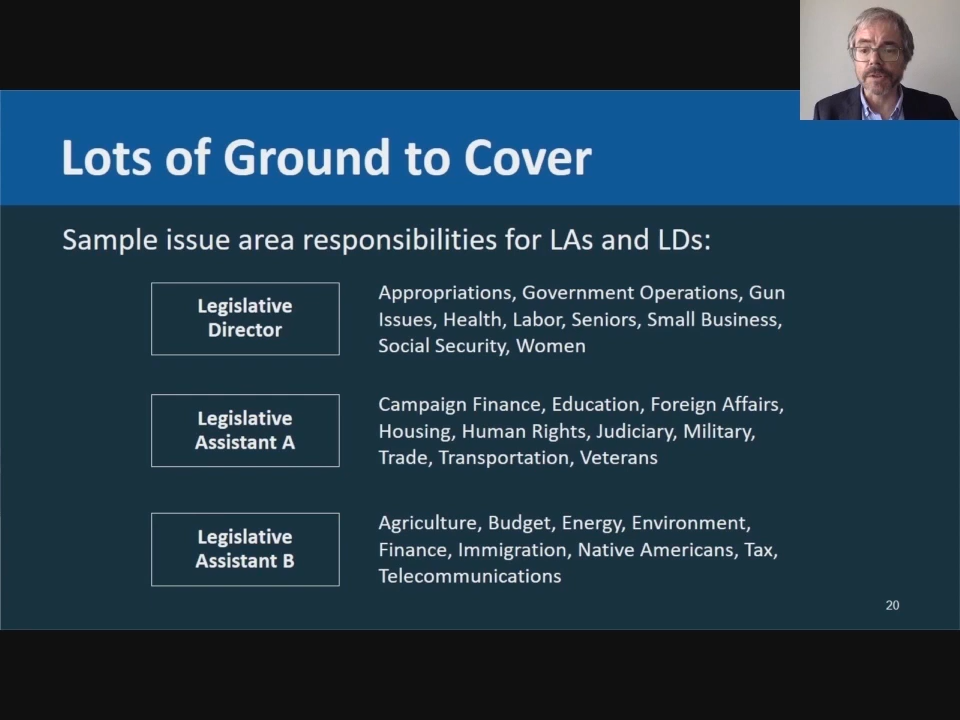 Lots of Ground to Cover
Sample issue area responsibilities for LAs and LDs:
Legislative
Director
Appropriations, Government Operations, Gun
Issues, Health, Labor, Seniors, Small Business,
Social Security, Women
Legislative
Assistant A
Campaign Finance, Education, Foreign Affairs,
Housing, Human Rights, Judiciary, Military,
Trade, Transportation, Veterans
Legislative
Assistant B
Agriculture, Budget, Energy, Environment,
Finance, Immigration, Native Americans, Tax,
Telecommunications
20